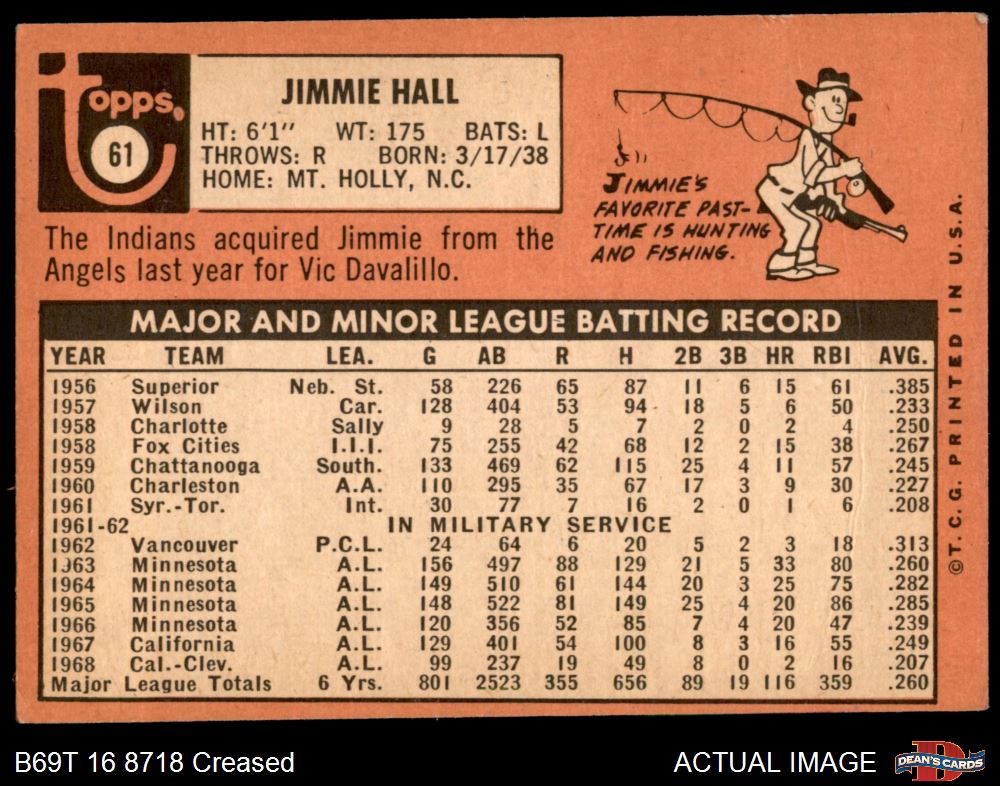 Topps®
61
JIMMIE HALL
HT: 6'1" WT: 175 BATS: L
THROWS: R BORN: 3/17/38
HOME: MT. HOLLY, N.C.
JIMMIE'S
FAVORITE PAST-
TIME IS HUNTING
AND FISHING.
The Indians acquired Jimmie from the
Angels last year for Vic Davalillo.
MAJOR AND MINOR LEAGUE BATTING RECORD
YEAR TEAM LEA. G AB R H 2B 3B HR RBI AVG.
1956 Superior Neb. St. 58 226 65 87 11 6 15 61 .385
1957 Wilson Car. 128 404 53 94 18 5 6 50 .233
1958 Charlotte Sally 9 28 5 7 2 0 2 4 .250
1958 Fox Cities I.I.I. 75 255 42 68 12 2 15 38 .267
1959 Chattanooga South. 133 469 62 115 25 4 11 57 .245
1960 Charleston A.A. 110 295 35 67 17 3 9 30 .227
1961 Syr.-Tor. Int. 30 77 7 16 2 0 1 6 .208
1961-62 IN MILITARY SERVICE
1962 Vancouver P.C.L. 24 64 6 20 5 2 3 18 .313
1963 Minnesota A.L. 156 497 88 129 21 5 33 80 .260
1964 Minnesota A.L. 149 510 61 144 20 3 25 75 .282
1965 Minnesota A.L. 148 522 81 149 25 4 20 86 .285
1966 Minnesota A.L. 120 356 52 85 7 4 20 47 .239
1967 California A.L. 129 401 54 100 8 3 16 55 .249
1968 Cal.-Clev. A.L. 99 237 19 49 8 0 2 16 .207
Major League Totals 6 Yrs. 801 2523 355 656 89 19 116 359 .260
©T.C.G. PRINTED IN U.S.A.
B69T 16 8718 Creased
ACTUAL IMAGE
D
DEAN'S CARDS